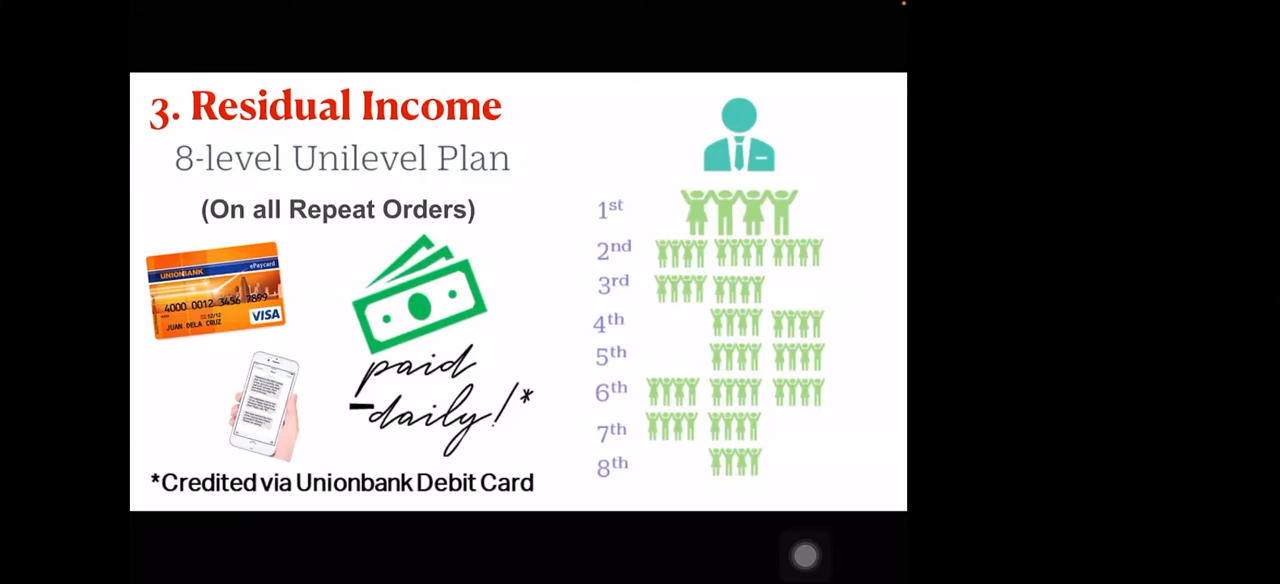 3. Residual Income
8-level Unilevel Plan
(On all Repeat Orders)
UNIONBANK
ePaycard
4000 0012 3456 7899
12/12
JUAN DELA CRUZ
VISA
paid
daily!*
*Credited via Unionbank Debit Card
1st
2nd
3rd
4th
5th
6th
7th
8th